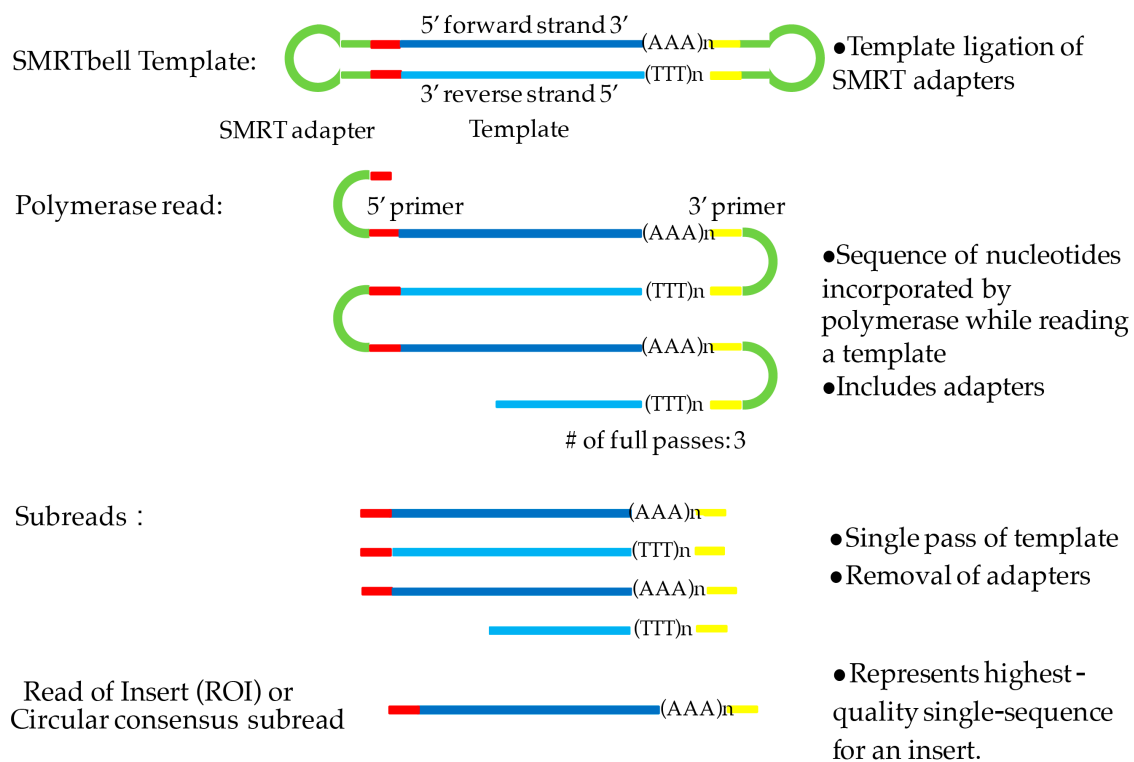 5’ forward strand 3’
SMRTbell Template:
(AAA)n
(TTT)n
3’ reverse strand 5’
SMRT adapter
Template
●Template ligation of
SMRT adapters
Polymerase read:
5’ primer
3’ primer
(AAA)n
(TTT)n
(AAA)n
(TTT)n
# of full passes:3
●Sequence of nucleotides
incorporated by
polymerase while reading
a template
●Includes adapters
Subreads :
(AAA)n
(TTT)n
(AAA)n
(TTT)n
●Single pass of template
●Removal of adapters
Read of Insert (ROI) or
Circular consensus subread
(AAA)n
●Represents highest-
quality single-sequence
for an insert.